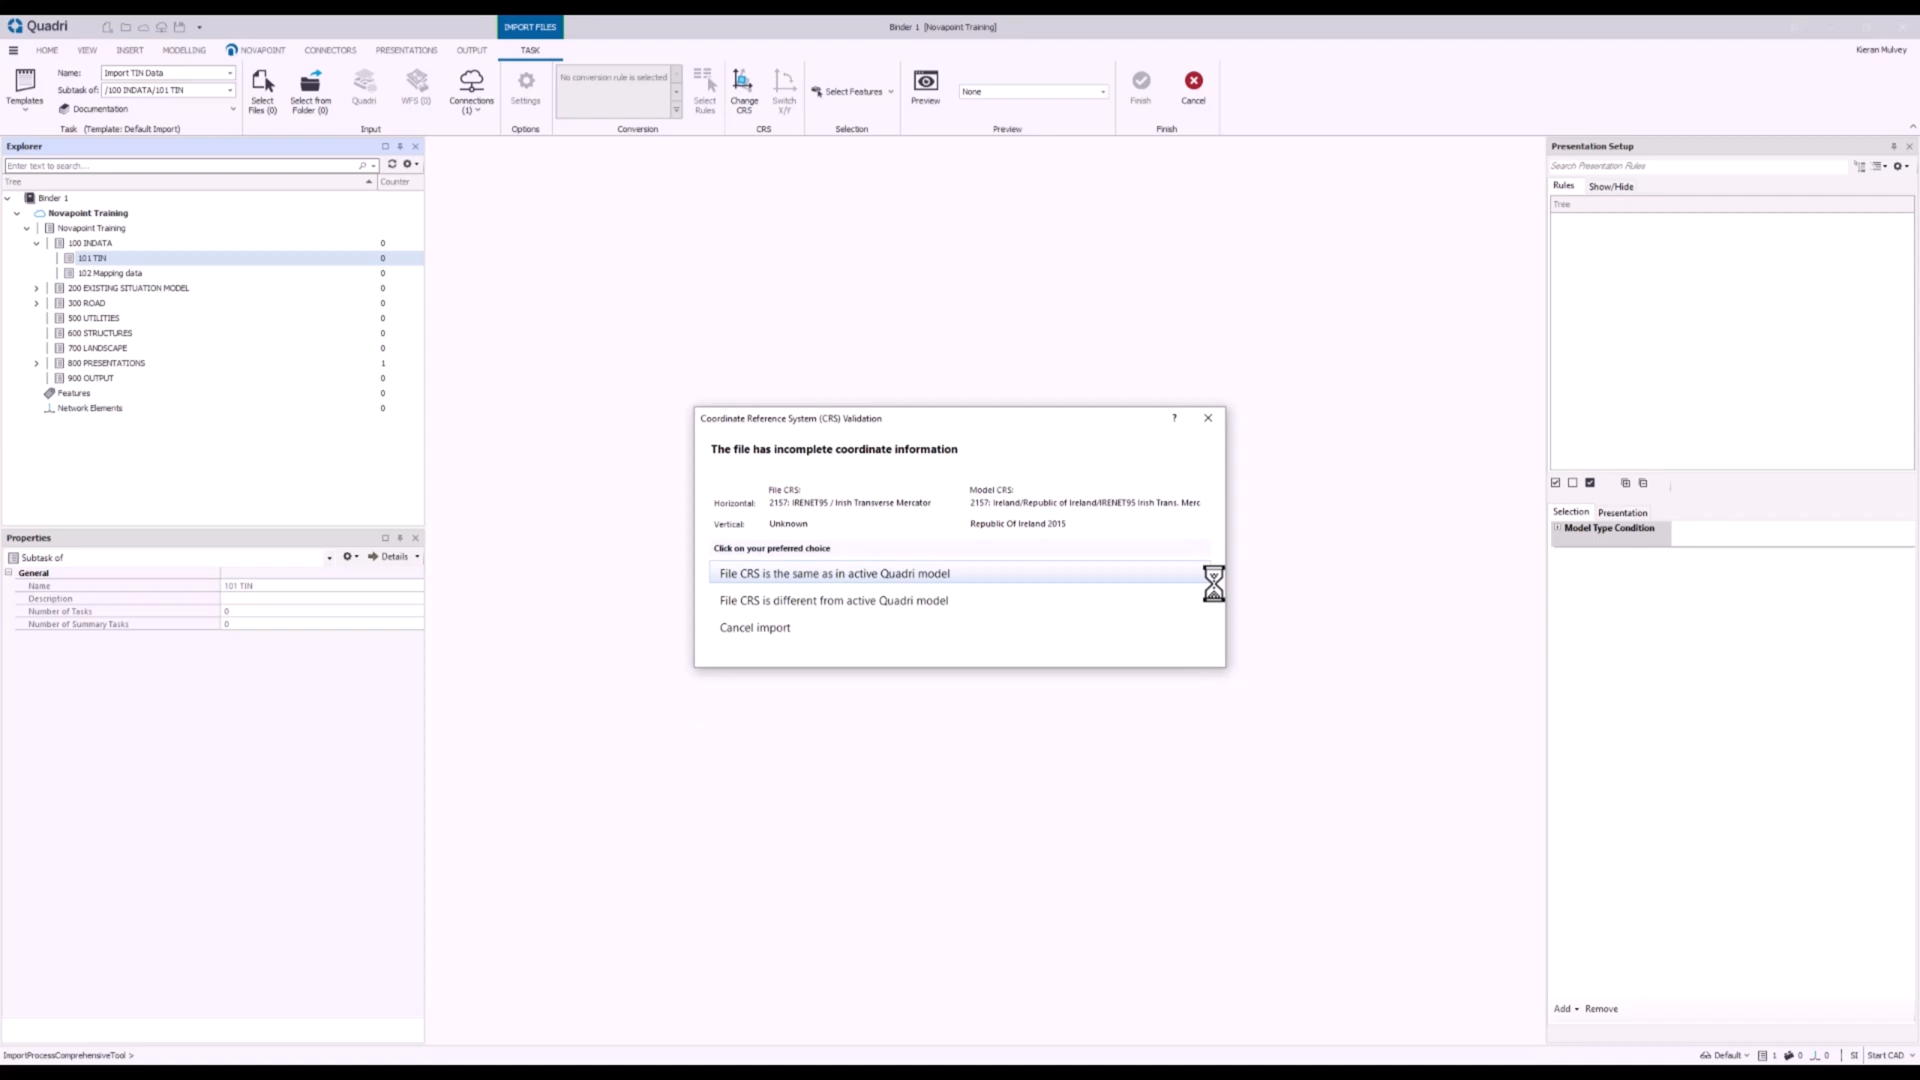 Quadri
IMPORT FILES
Binder 1 [Novapoint Training]
HOME VIEW INSERT MODELLING NOVAPOINT CONNECTORS PRESENTATIONS OUTPUT TASK
Kieran Mulvey
Templates
Name: Import TIN Data
Subtask of: /100 INDATA/101 TIN
Documentation
Task (Template: Default Import)
Select Files (0)
Select from Folder (0)
Quadri
WFS (0)
Connections (1)
Input
Settings
Options
No conversion rule is selected
Select Rules
Conversion
Change CRS
Switch X/Y
CRS
Select Features
Selection
Preview
None
Preview
Finish
Cancel
Finish
Explorer
Enter text to search...
Tree Counter
Binder 1
Novapoint Training
Novapoint Training
100 INDATA 0
101 TIN 0
102 Mapping data 0
200 EXISTING SITUATION MODEL 0
300 ROAD 0
500 UTILITIES 0
600 STRUCTURES 0
700 LANDSCAPE 0
800 PRESENTATIONS 1
900 OUTPUT 0
Features 0
Network Elements 0
Properties
Subtask of
Details
General
Name 101 TIN
Description
Number of Tasks 0
Number of Summary Tasks 0
Coordinate Reference System (CRS) Validation ?
The file has incomplete coordinate information
File CRS: Model CRS:
Horizontal: 2157: IRENET95 / Irish Transverse Mercator 2157: Ireland/Republic of Ireland/IRENET95 Irish Trans. Merc
Vertical: Unknown Republic Of Ireland 2015
Click on your preferred choice
File CRS is the same as in active Quadri model
File CRS is different from active Quadri model
Cancel import
Presentation Setup
Search Presentation Rules
Rules Show/Hide
Tree
Selection Presentation
Model Type Condition
Add Remove
ImportProcessComprehensiveTool >
Default 1 0 0 SI Start CAD